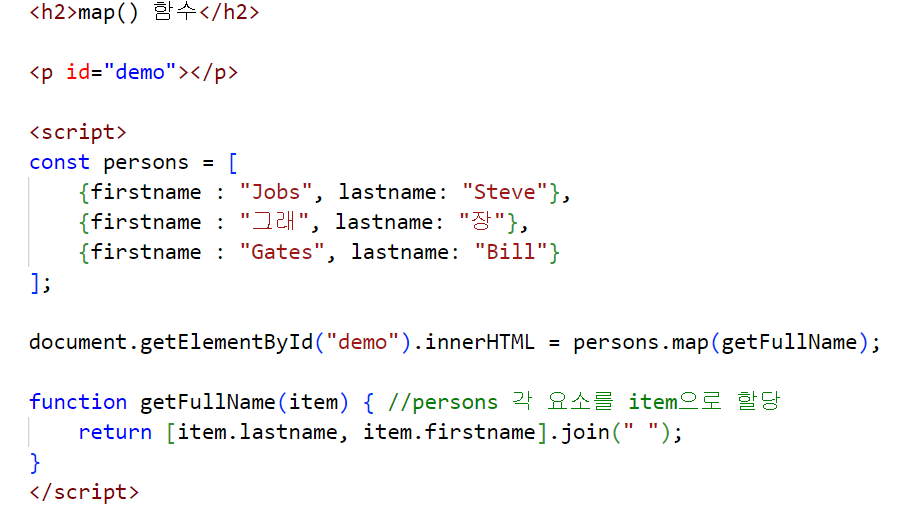 <h2>map() 함수</h2>
<p id="demo"></p>
<script>
const persons = [
    {firstname : "Jobs", lastname: "Steve"},
    {firstname : "그래", lastname: "장"},
    {firstname : "Gates", lastname: "Bill"}
];
document.getElementById("demo").innerHTML = persons.map(getFullName);
function getFullName(item) { //persons 각 요소를 item으로 할당
    return [item.lastname, item.firstname].join(" ");
}
</script>